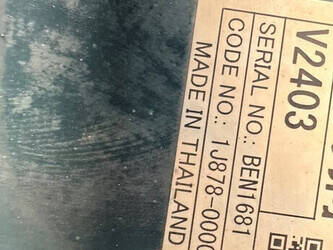 V2403
SERIAL NO.: BEN1681
CODE NO.: 1J878-000
MADE IN THAILAND